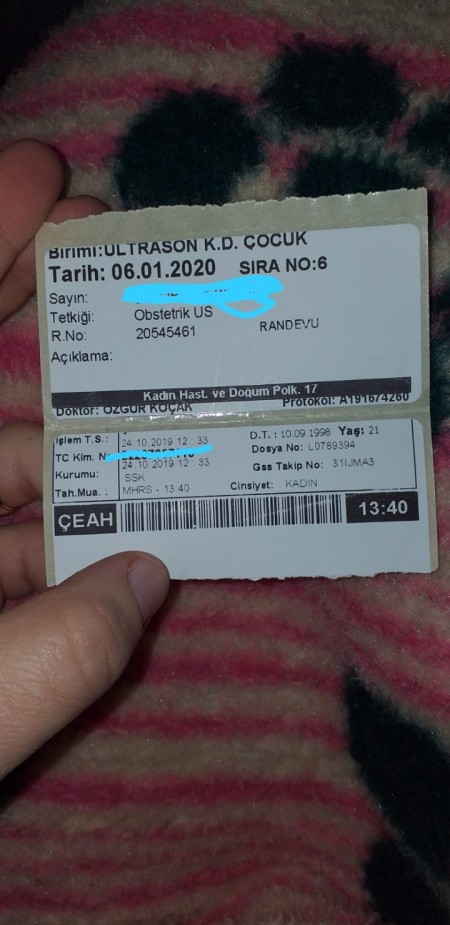 Birimi:ULTRASON K.D. ÇOCUK
Tarih: 06.01.2020 SIRA NO:6
Sayın:
Tetkiği: Obstetrik US
R.No: 20545461 RANDEVU
Açıklama:
Kadın Hast. ve Doğum Polk. 17
Doktor: ÖZGÜR KOÇAK Protokol: A191674260
İşlem T.S.: 24.10.2019 12:33 D.T.: 10.09.1998 Yaş: 21
TC Kim. N Dosya No: L0789394
24.10.2019 12:33
Kurumu: SSK Gss Takip No: 31IJMA3
Tah.Mua.: MHRS - 13:40 Cinsiyet: KADIN
ÇEAH 13:40